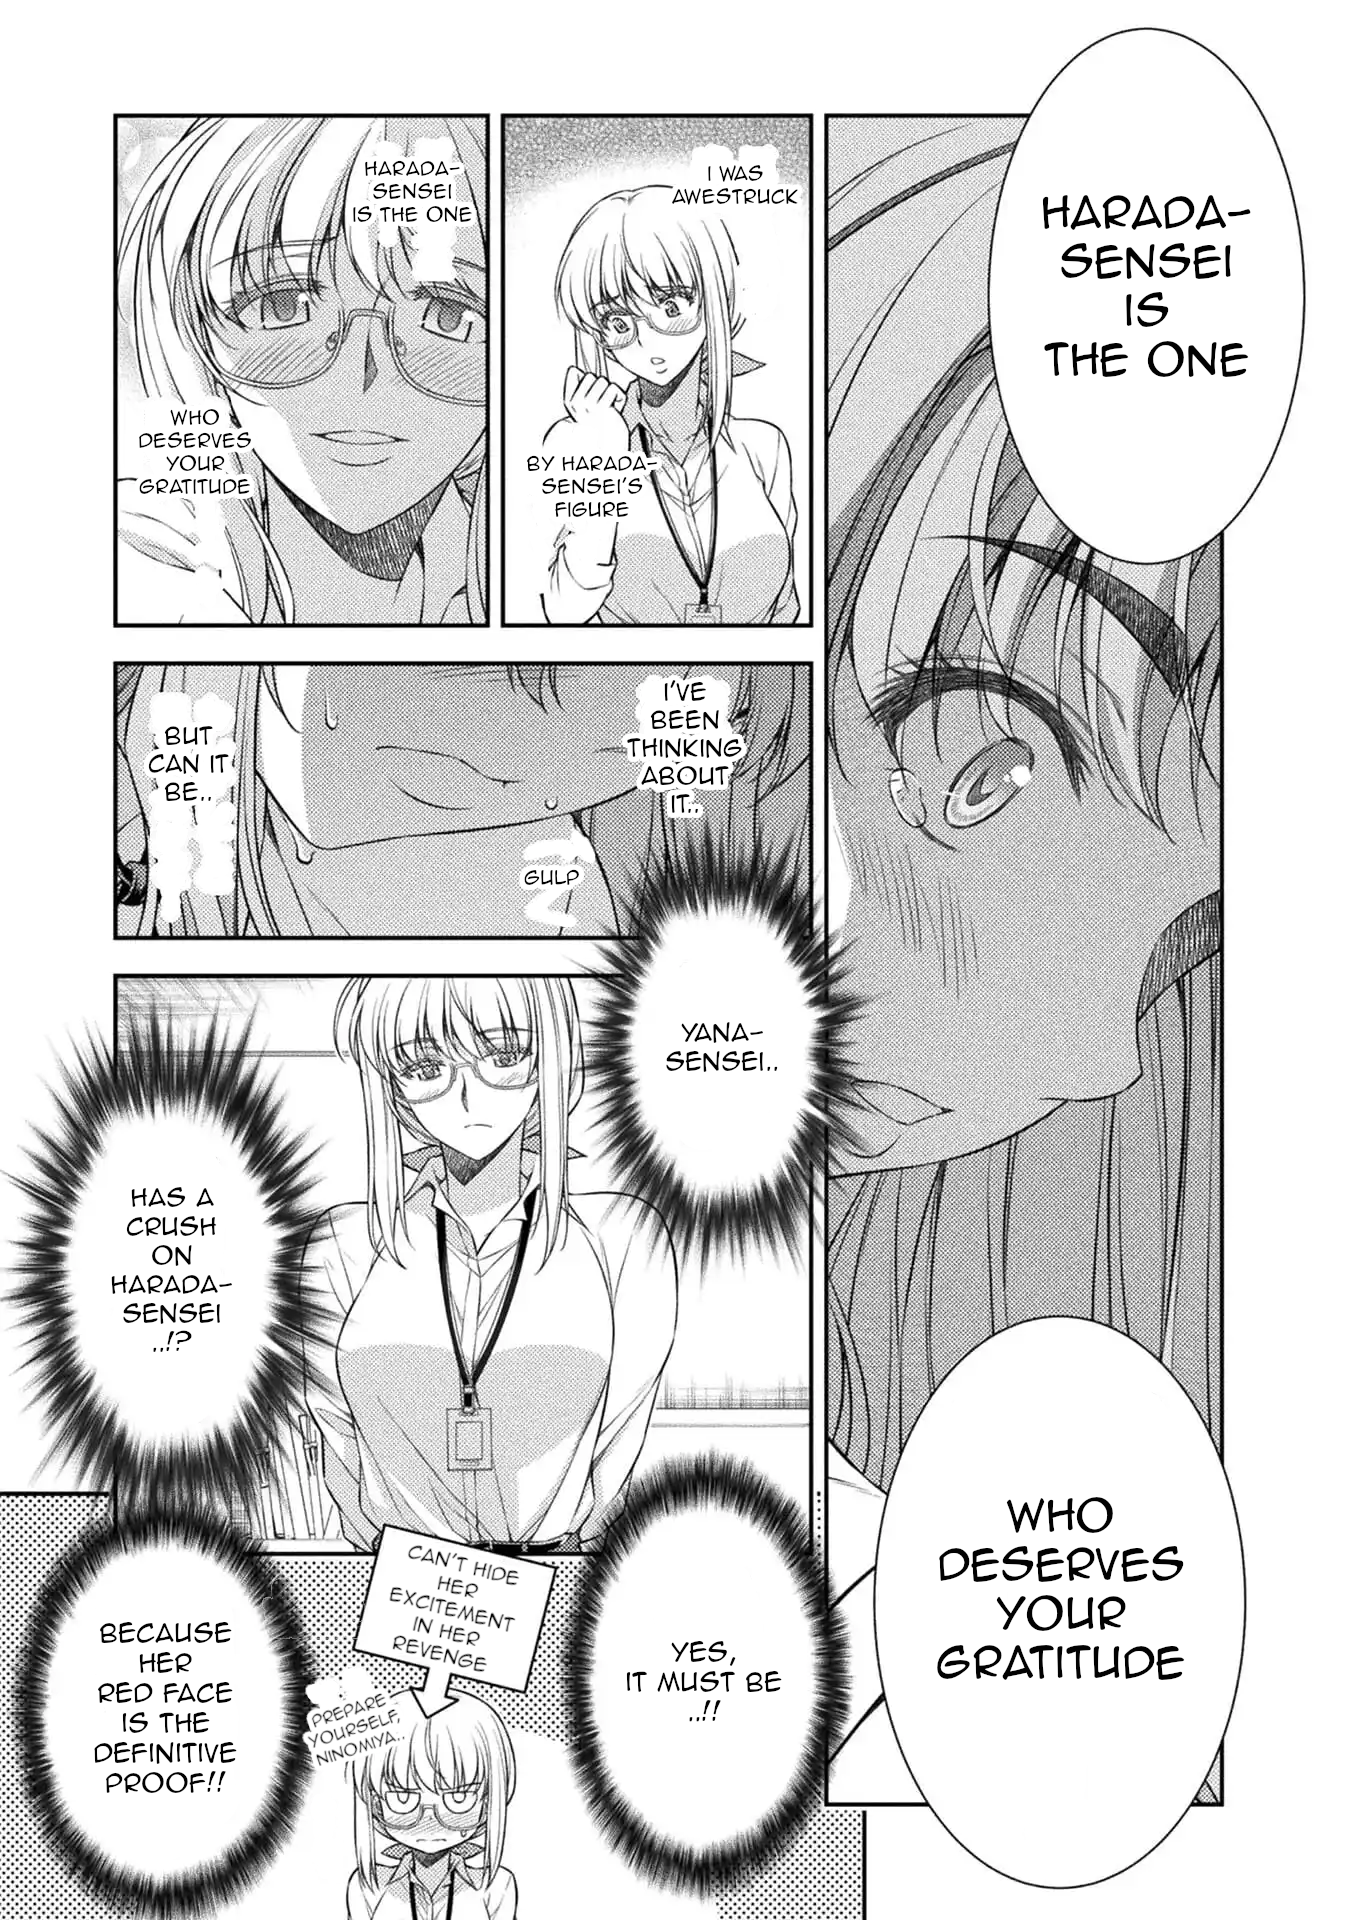 HARADA-
SENSEI
IS
THE ONE
WHO
DESERVES
YOUR
GRATITUDE
I WAS
AWESTRUCK
BY HARADA-
SENSEI'S
FIGURE
HARADA-
SENSEI
IS THE ONE
WHO
DESERVES
YOUR
GRATITUDE
I'VE
BEEN
THINKING
ABOUT
IT..
GULP
BUT
CAN IT
BE..
YANA-
SENSEI..
HAS A
CRUSH
ON
HARADA-
SENSEI
..!?
YES,
IT MUST BE
..!!
CAN'T HIDE
HER
EXCITEMENT
IN HER
REVENGE
PREPARE
YOURSELF,
NINOMIYA..
BECAUSE
HER
RED FACE
IS THE
DEFINITIVE
PROOF!!